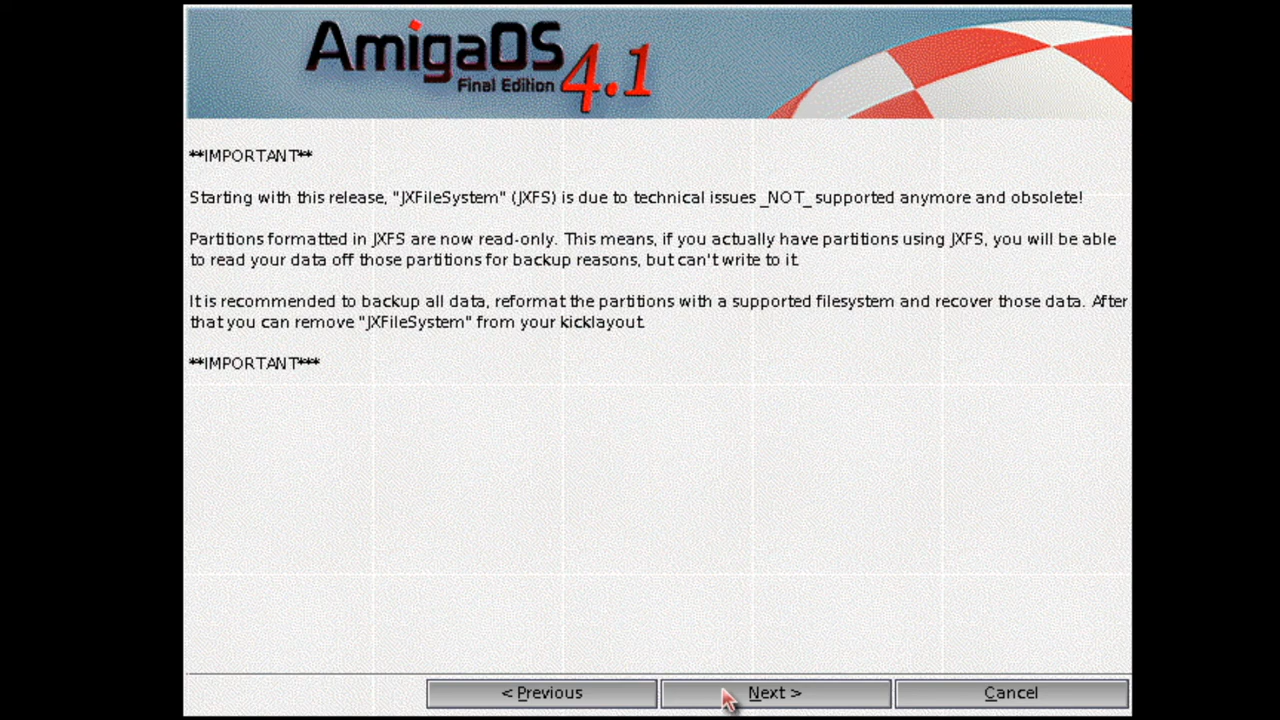 AmigaOS 4.1
Final Edition
**IMPORTANT**
Starting with this release, "JXFileSystem" (JXFS) is due to technical issues _NOT_ supported anymore and obsolete!
Partitions formatted in JXFS are now read-only. This means, if you actually have partitions using JXFS, you will be able
to read your data off those partitions for backup reasons, but can't write to it.
It is recommended to backup all data, reformat the partitions with a supported filesystem and recover those data. After
that you can remove "JXFileSystem" from your kicklayout.
**IMPORTANT***
< Previous
Next >
Cancel